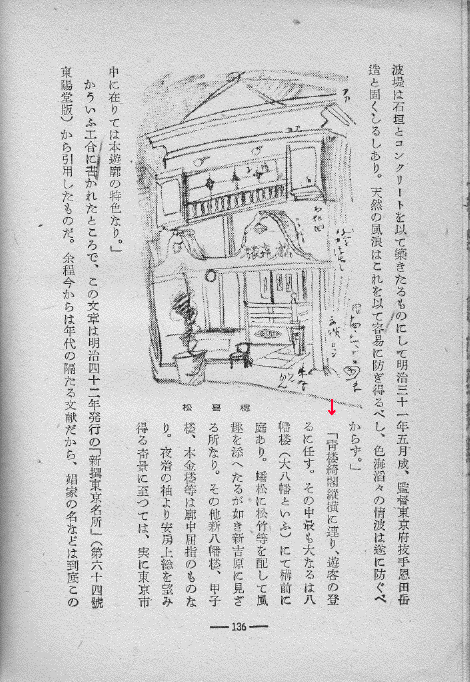 波堤は石垣とコンクリートを以て築きたるものにして明治三十一年五月成、監督東京府技手恩田岳
造と固くしるしあり。天然の風浪はこれを以て容易に防ぎ得るべし、色海滔々の情波は遂に防ぐべ
からず。」
「青楼綺閣縦横に連り、遊客の登
るに任す。その中最も大なるは八
幡楼(大八幡といふ)にて構前に
庭あり。矮松に松竹等を配して風
趣を添へたるが如き新吉原に見ざ
る所なり。その他新八幡楼、甲子
楼、本金楼等は廓中屈指のものな
り。夜着の袖より安房上総を望み
得る奇景に至つては、実に東京市
松喜楼
中に在りては本遊廓の特色なり。」
かういふ工合に書かれたところで、この文章は明治四十二年発行の『新撰東京名所』(第六十四號
東陽堂版)から引用したものだ。余程今からは年代の隔たる文献だから、娼家の名などは到底この
— 136 —